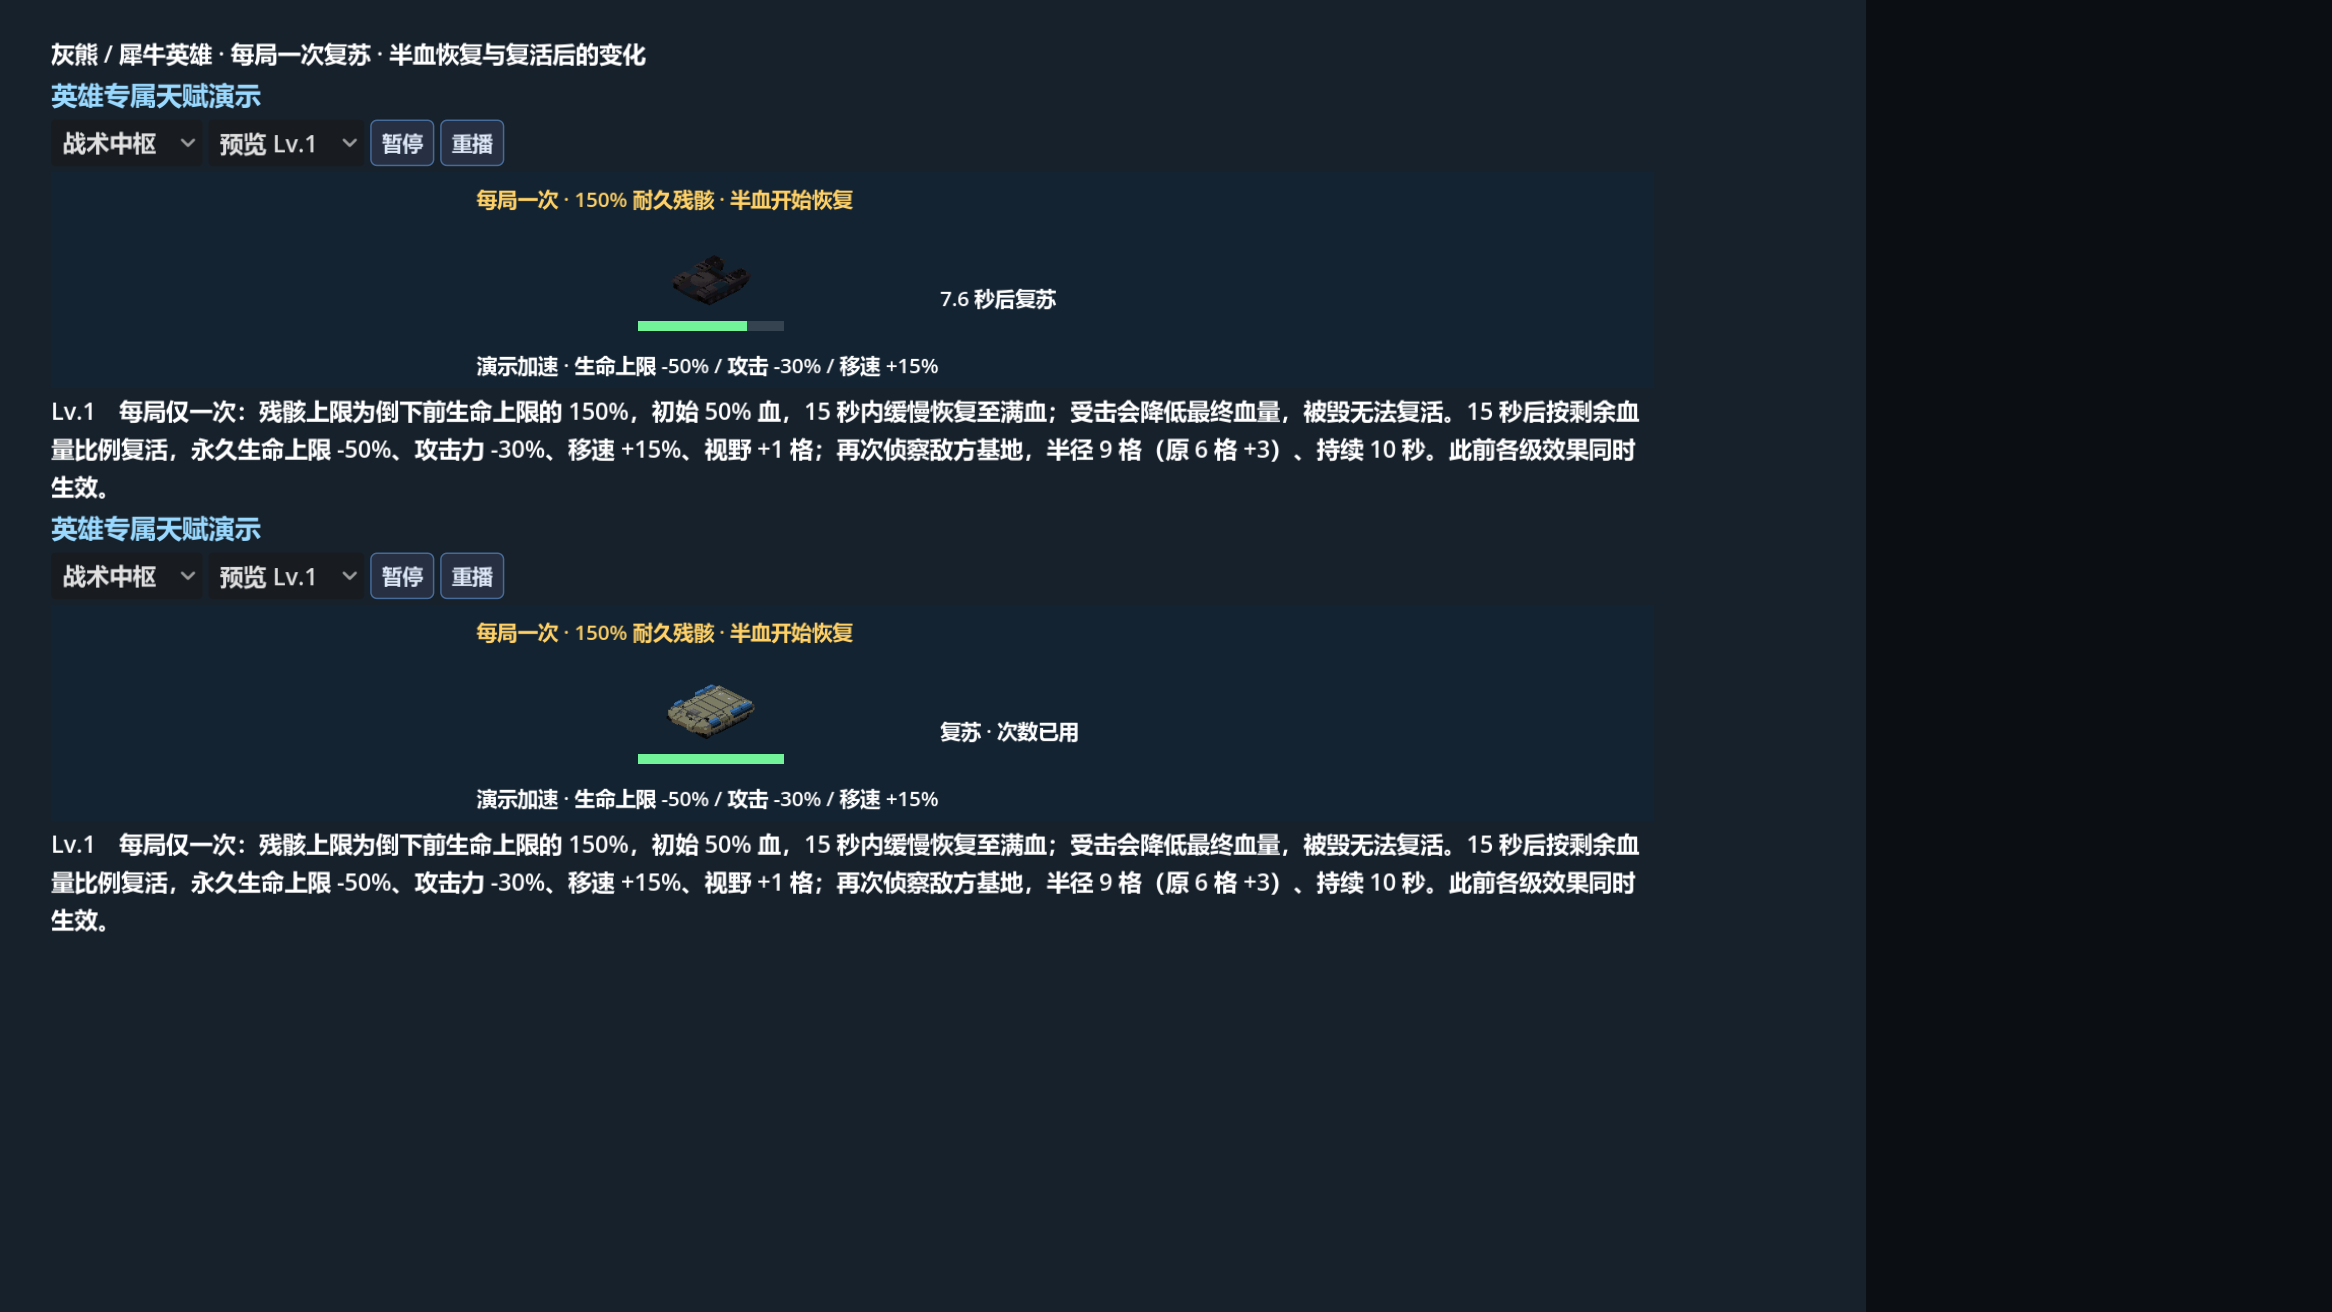 灰熊 / 犀牛英雄 · 每局一次复苏 · 半血恢复与复活后的变化
英雄专属天赋演示
战术中枢 预览 Lv.1 暂停 重播
每局一次 · 150% 耐久残骸 · 半血开始恢复
7.6 秒后复苏
演示加速 · 生命上限 -50% / 攻击 -30% / 移速 +15%
Lv.1 每局仅一次：残骸上限为倒下前生命上限的 150%，初始 50% 血，15 秒内缓慢恢复至满血；受击会降低最终血量，被毁无法复活。15 秒后按剩余血
量比例复活，永久生命上限 -50%、攻击力 -30%、移速 +15%、视野 +1 格；再次侦察敌方基地，半径 9 格（原 6 格 +3）、持续 10 秒。此前各级效果同时
生效。
英雄专属天赋演示
战术中枢 预览 Lv.1 暂停 重播
每局一次 · 150% 耐久残骸 · 半血开始恢复
复苏 · 次数已用
演示加速 · 生命上限 -50% / 攻击 -30% / 移速 +15%
Lv.1 每局仅一次：残骸上限为倒下前生命上限的 150%，初始 50% 血，15 秒内缓慢恢复至满血；受击会降低最终血量，被毁无法复活。15 秒后按剩余血
量比例复活，永久生命上限 -50%、攻击力 -30%、移速 +15%、视野 +1 格；再次侦察敌方基地，半径 9 格（原 6 格 +3）、持续 10 秒。此前各级效果同时
生效。